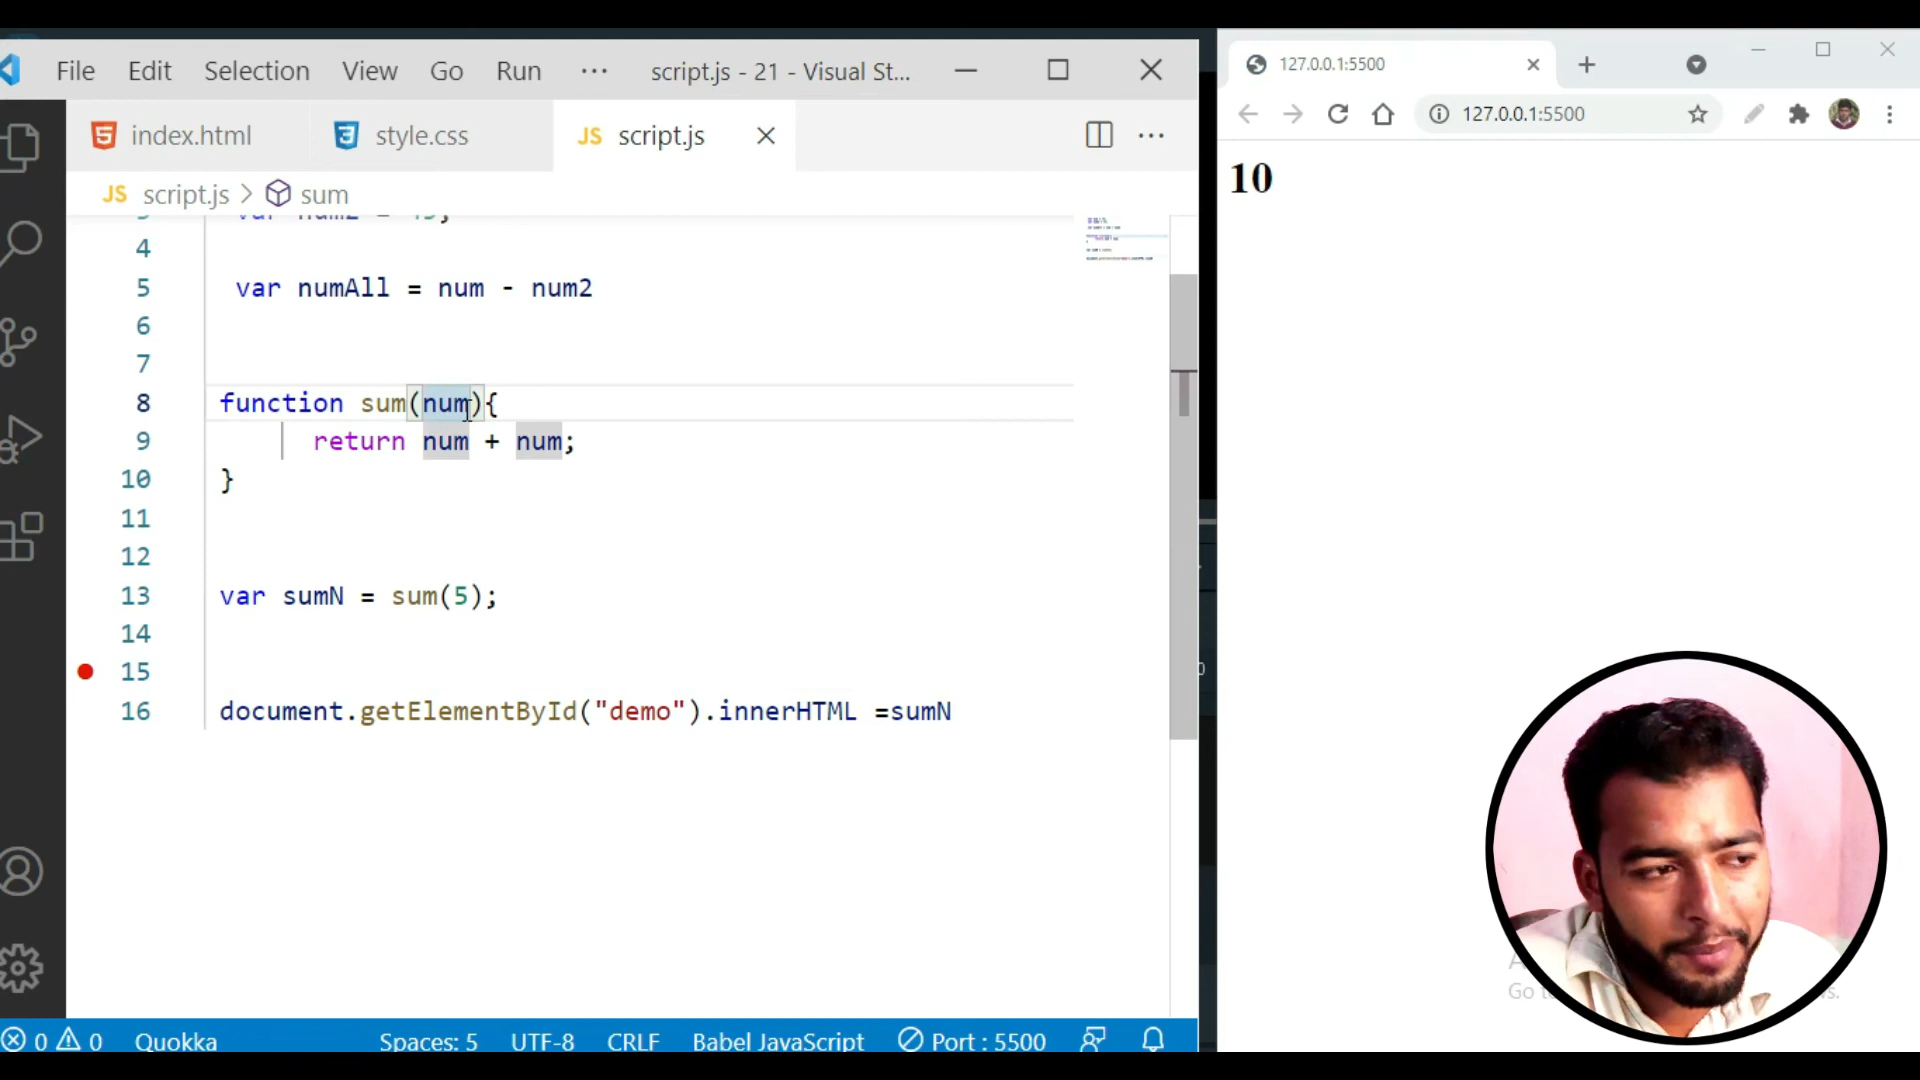 File Edit Selection View Go Run ··· script.js - 21 - Visual St...
index.html style.css JS script.js
JS script.js > sum
4
5 var numAll = num - num2
6
7
8 function sum(num){
9 return num + num;
10 }
11
12
13 var sumN = sum(5);
14
15
16 document.getElementById("demo").innerHTML =sumN
0 0 Quokka Spaces: 5 UTF-8 CRLF Babel JavaScript Port : 5500
127.0.0.1:5500
127.0.0.1:5500
10